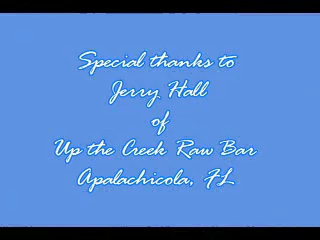 Special thanks to
Jerry Hall
of
Up the Creek Raw Bar
Apalachicola, FL